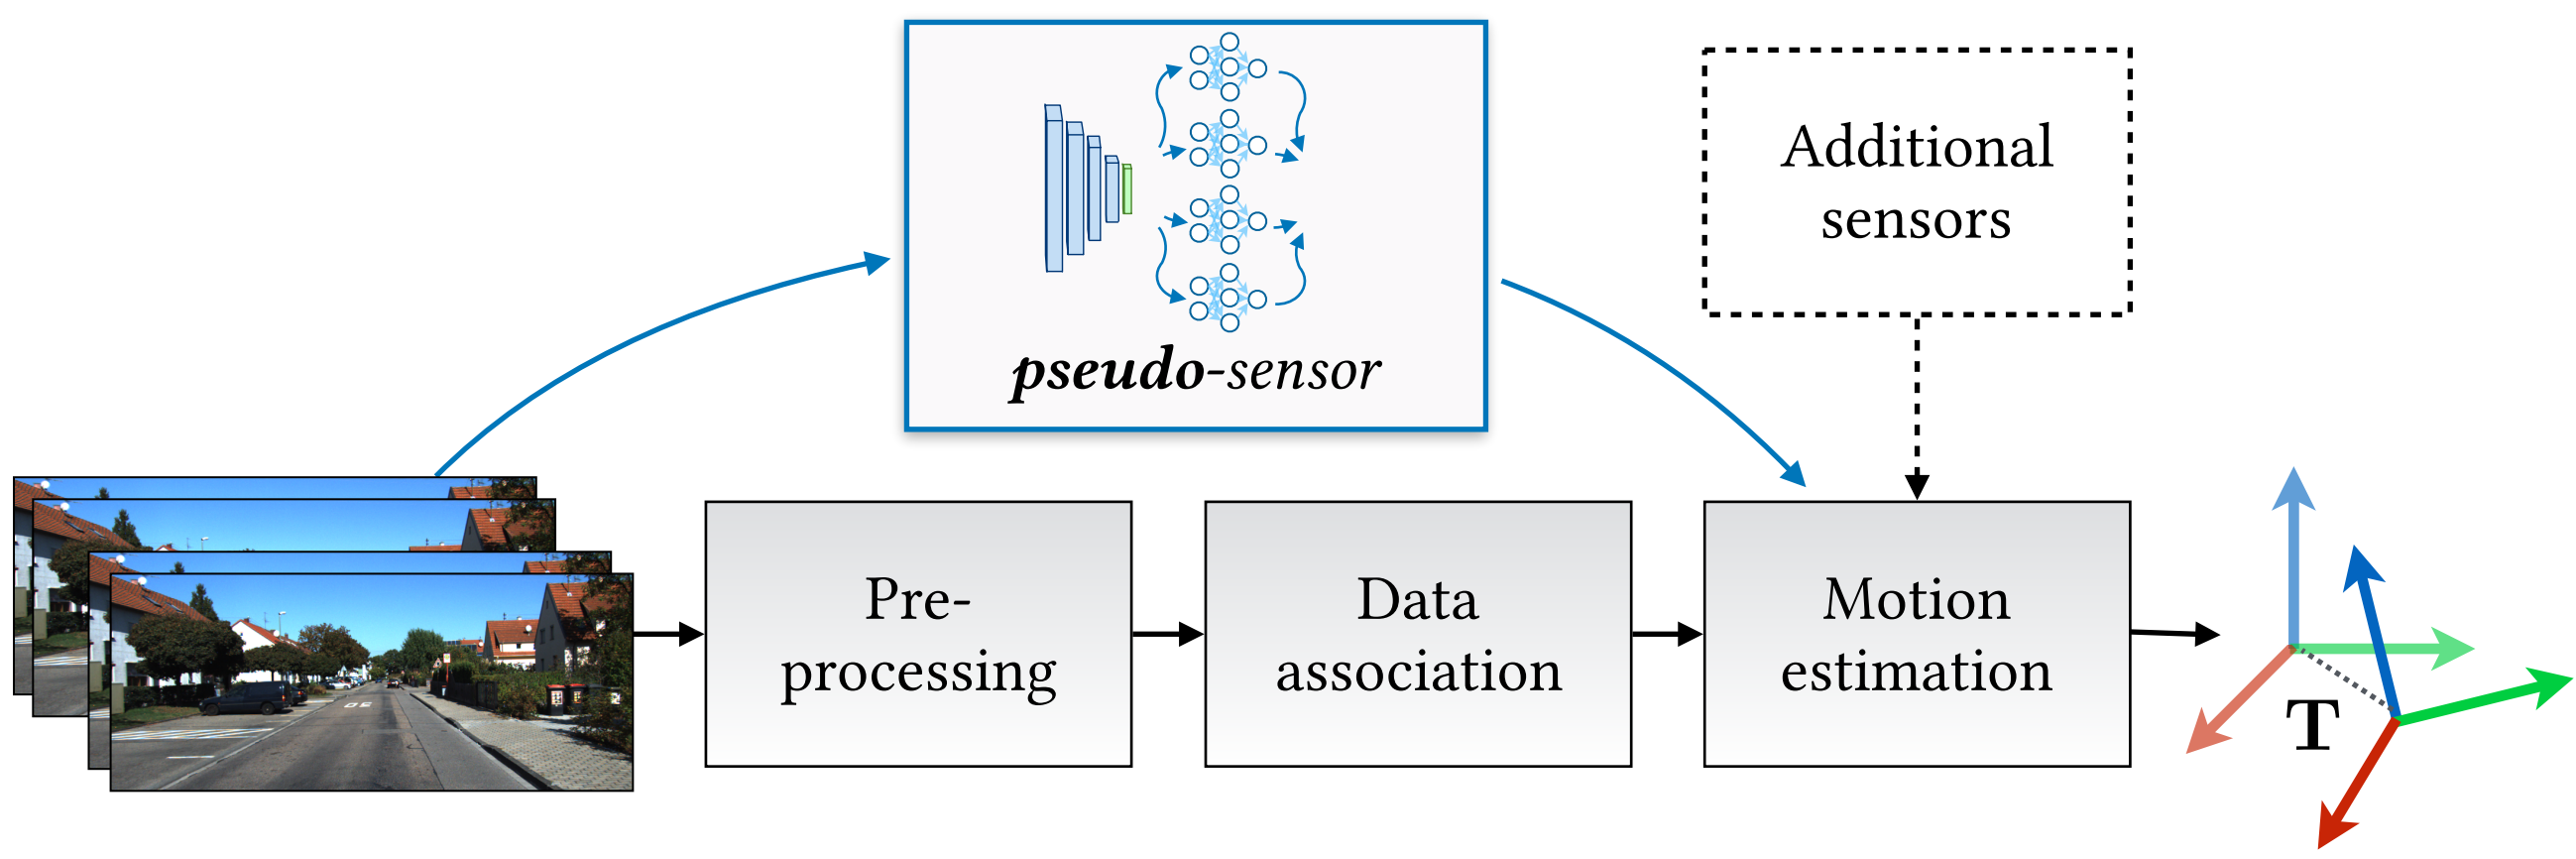 pseudo-sensor
Additional
sensors
Pre-
processing
Data
association
Motion
estimation
T